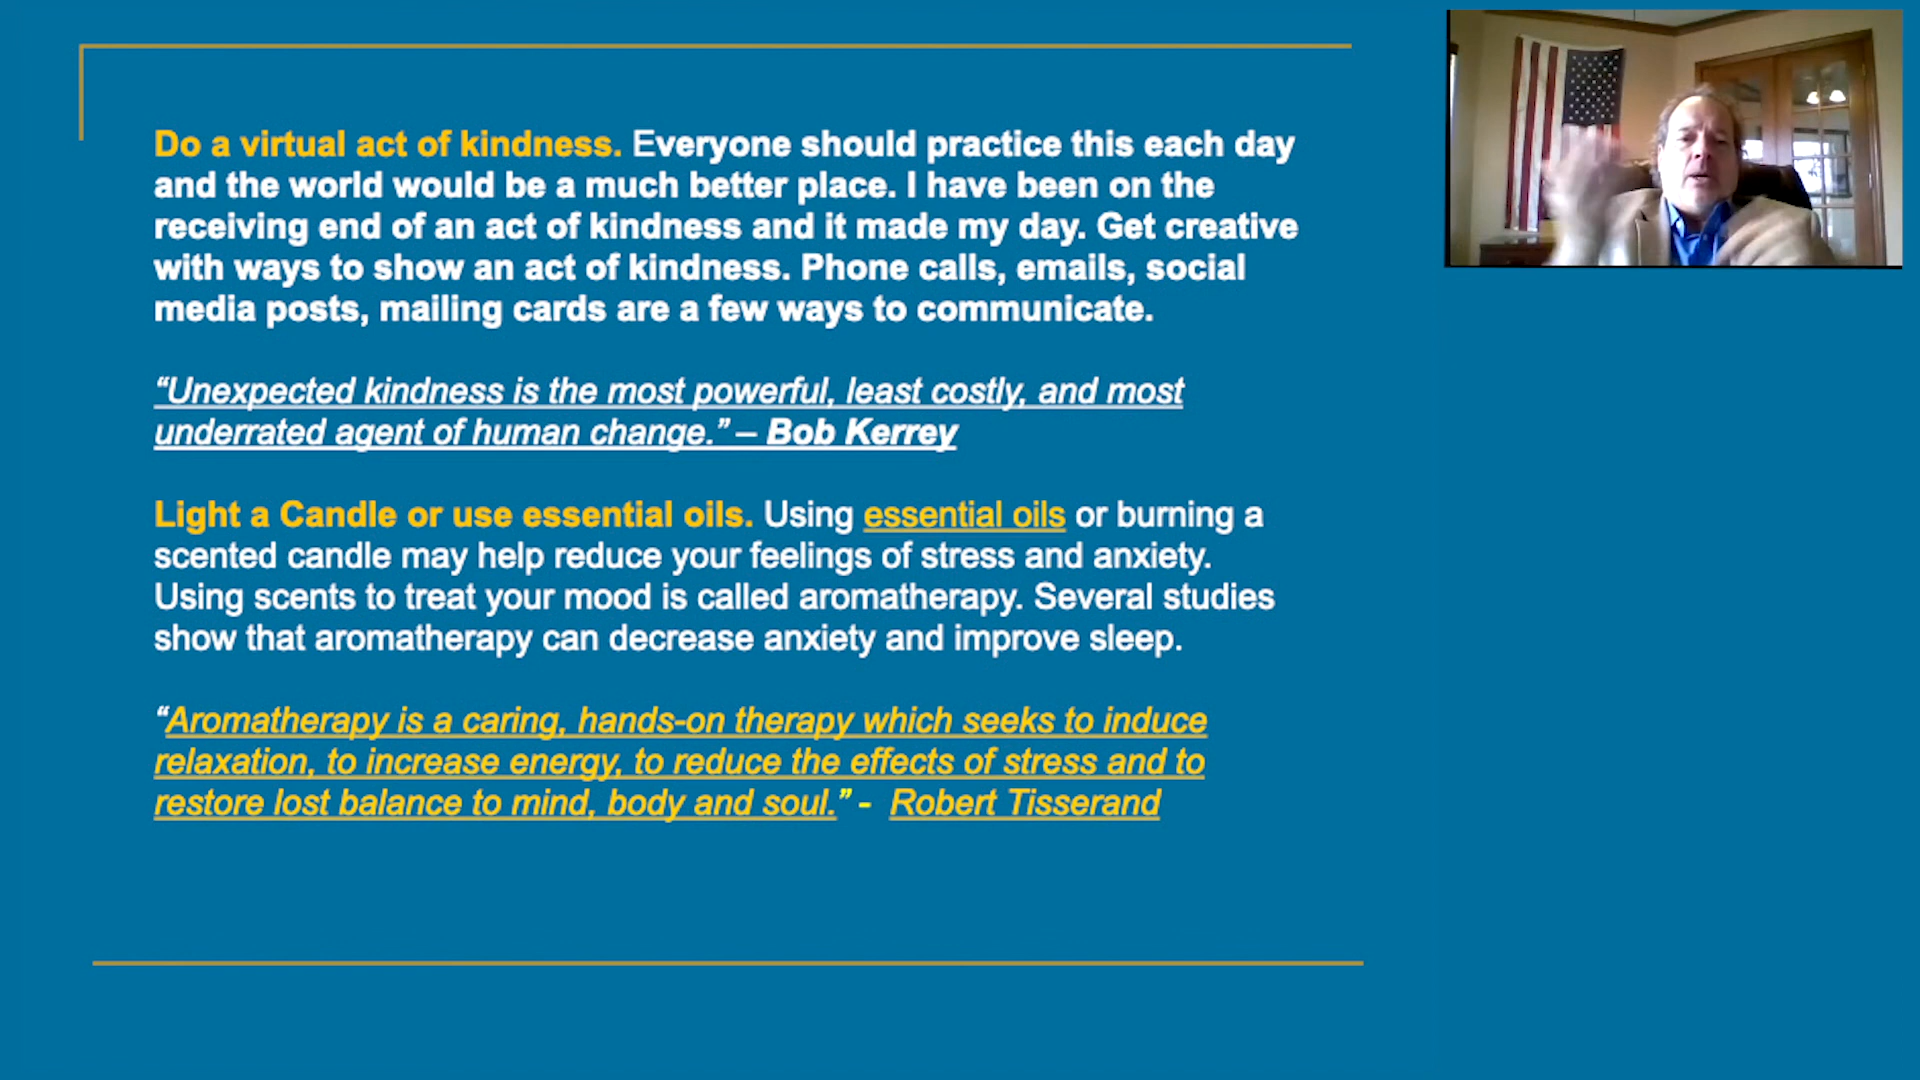 Do a virtual act of kindness. Everyone should practice this each day
and the world would be a much better place. I have been on the
receiving end of an act of kindness and it made my day. Get creative
with ways to show an act of kindness. Phone calls, emails, social
media posts, mailing cards are a few ways to communicate.
“Unexpected kindness is the most powerful, least costly, and most
underrated agent of human change.” – Bob Kerrey
Light a Candle or use essential oils. Using essential oils or burning a
scented candle may help reduce your feelings of stress and anxiety.
Using scents to treat your mood is called aromatherapy. Several studies
show that aromatherapy can decrease anxiety and improve sleep.
“Aromatherapy is a caring, hands-on therapy which seeks to induce
relaxation, to increase energy, to reduce the effects of stress and to
restore lost balance to mind, body and soul.” - Robert Tisserand